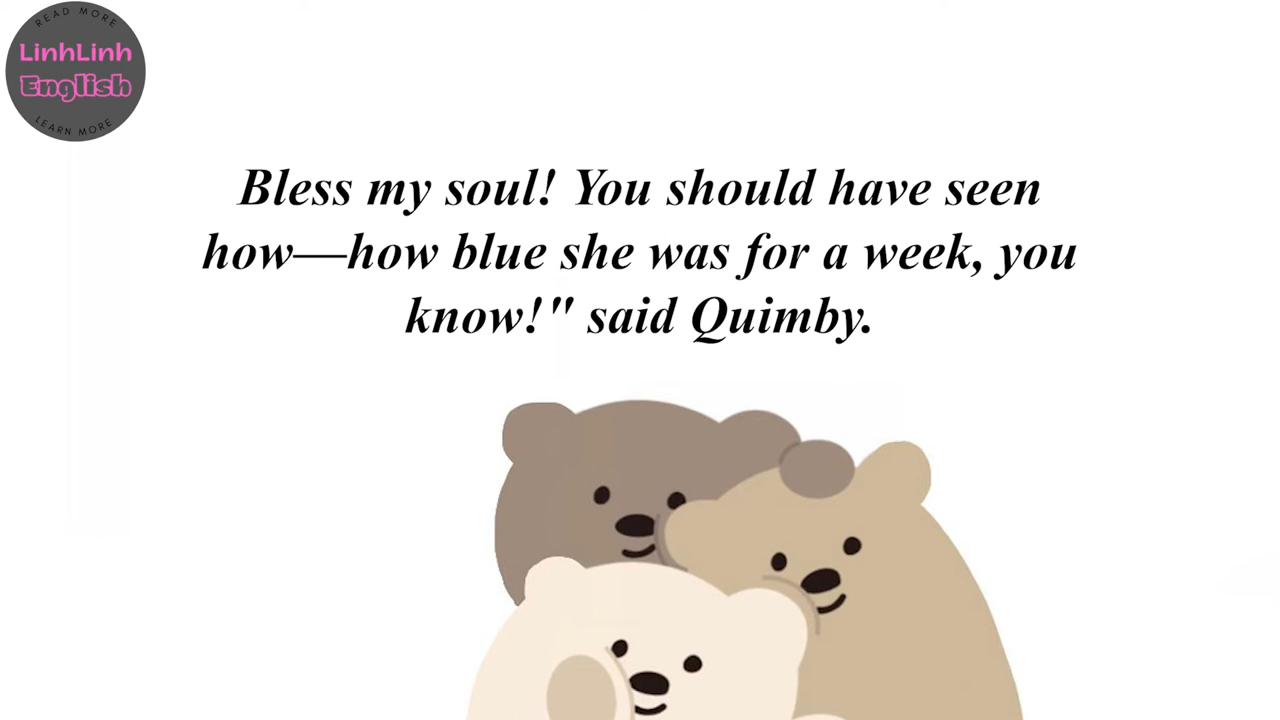 READ MORE
LinhLinh
English
LEARN MORE
Bless my soul! You should have seen
how—how blue she was for a week, you
know!" said Quimby.